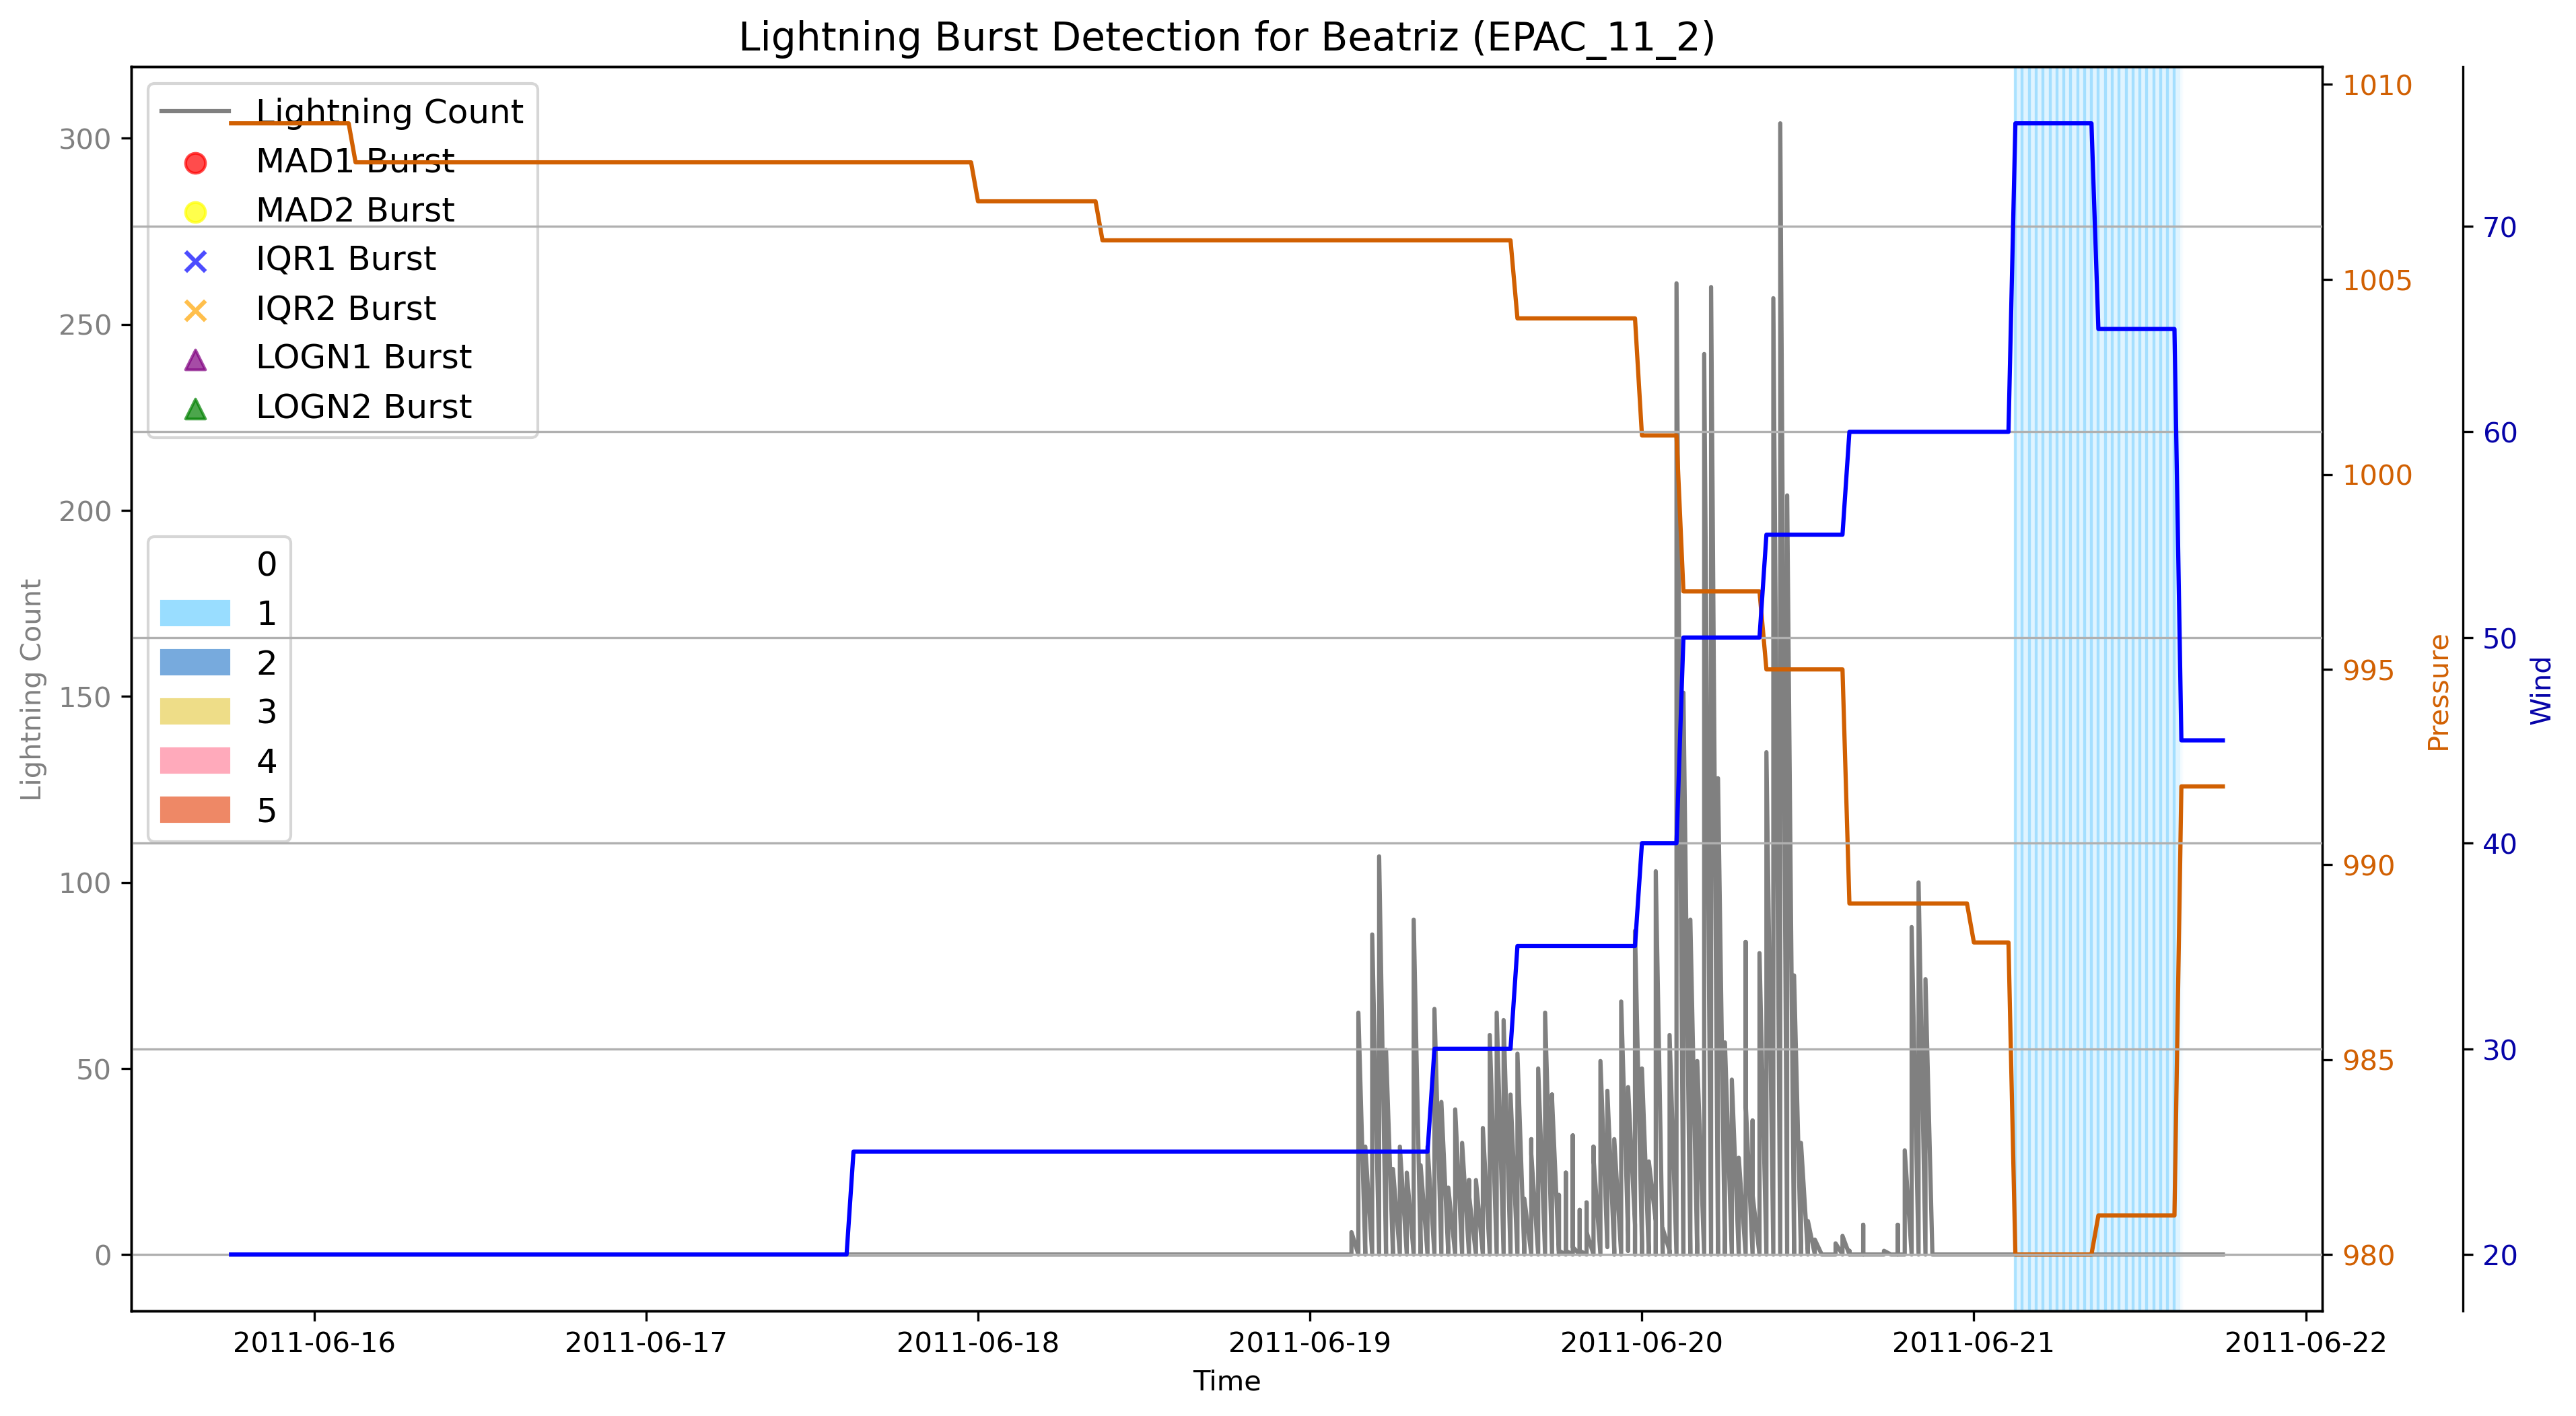 Lightning Burst Detection for Beatriz (EPAC_11_2)
Lightning Count
MAD1 Burst
MAD2 Burst
IQR1 Burst
IQR2 Burst
LOGN1 Burst
LOGN2 Burst
0
1
2
3
4
5
Lightning Count
300
250
200
150
100
50
0
1010
1005
1000
995
990
985
980
Pressure
70
60
50
40
30
20
Wind
2011-06-16 2011-06-17 2011-06-18 2011-06-19 2011-06-20 2011-06-21 2011-06-22
Time